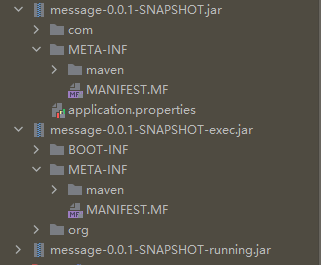 message-0.0.1-SNAPSHOT.jar
com
META-INF
maven
MANIFEST.MF
application.properties
message-0.0.1-SNAPSHOT-exec.jar
BOOT-INF
META-INF
maven
MANIFEST.MF
org
message-0.0.1-SNAPSHOT-running.jar